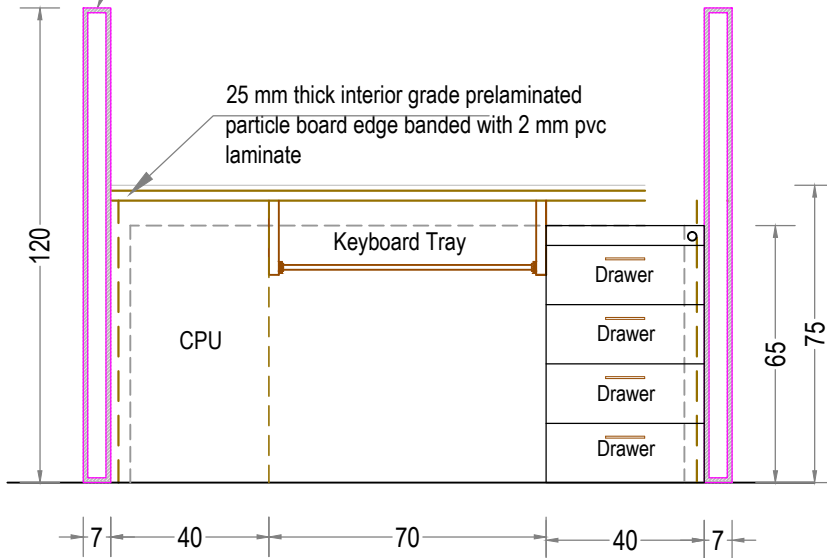 25 mm thick interior grade prelaminated
particle board edge banded with 2 mm pvc
laminate
120
Keyboard Tray
Drawer
CPU
Drawer
65
75
Drawer
Drawer
7
40
70
40
7